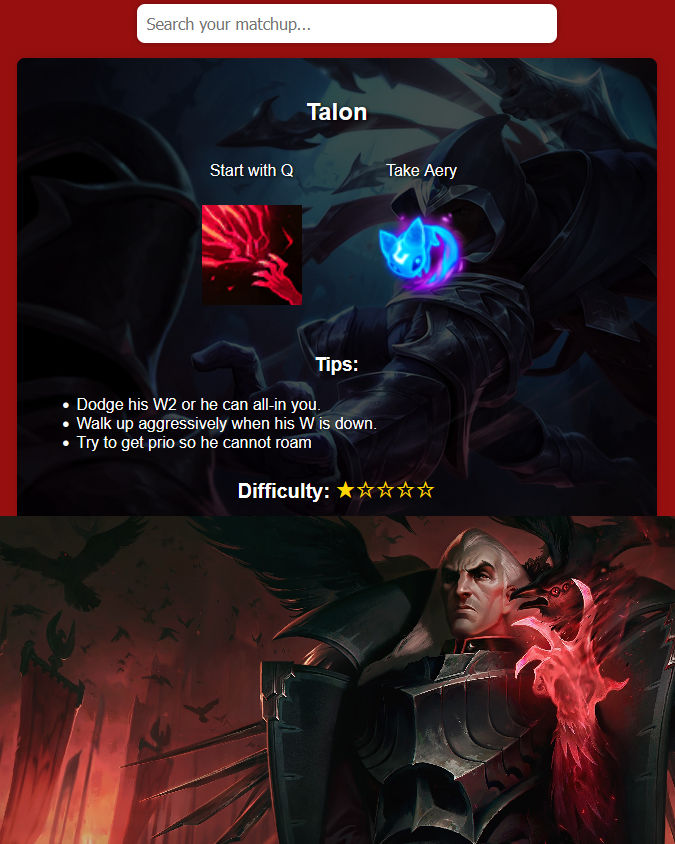 Search your matchup...
Talon
Start with Q
Take Aery
Tips:
Dodge his W2 or he can all-in you.
Walk up aggressively when his W is down.
Try to get prio so he cannot roam
Difficulty: ★☆☆☆☆